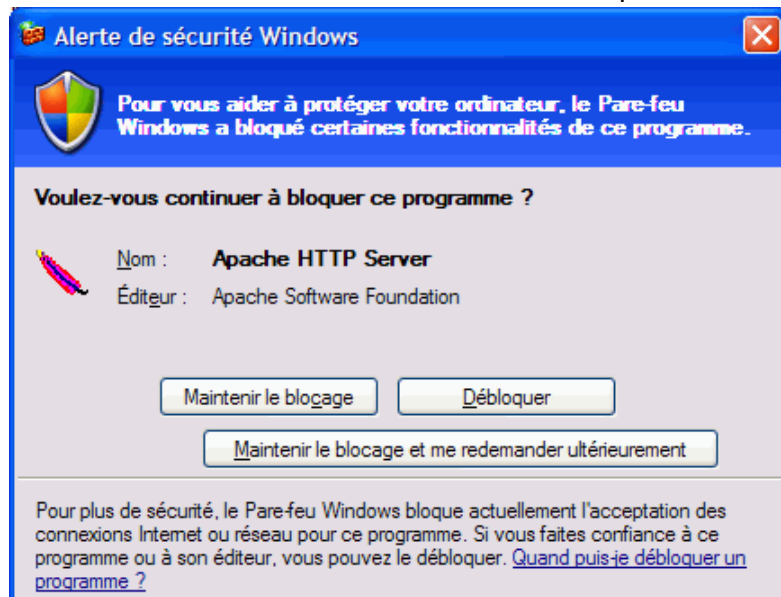 Alerte de sécurité Windows
Pour vous aider à protéger votre ordinateur, le Pare-feu
Windows a bloqué certaines fonctionnalités de ce programme.
Voulez-vous continuer à bloquer ce programme ?
Nom : Apache HTTP Server
Éditeur : Apache Software Foundation
Maintenir le blocage Débloquer
Maintenir le blocage et me redemander ultérieurement
Pour plus de sécurité, le Pare-feu Windows bloque actuellement l'acceptation des
connexions Internet ou réseau pour ce programme. Si vous faites confiance à ce
programme ou à son éditeur, vous pouvez le débloquer. Quand puis-je débloquer un
programme ?